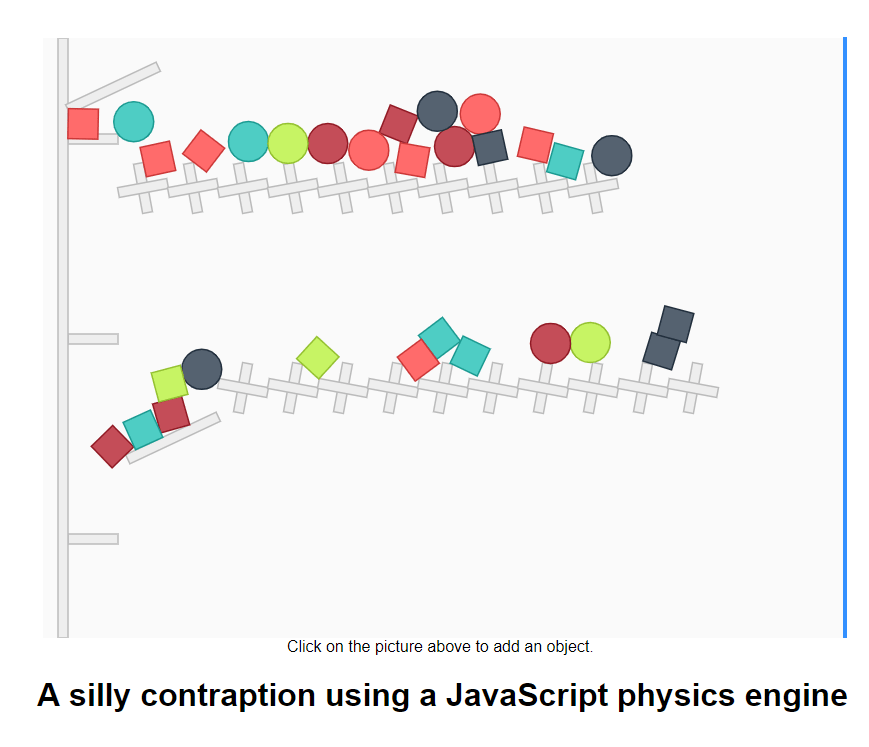 Click on the picture above to add an object.
A silly contraption using a JavaScript physics engine